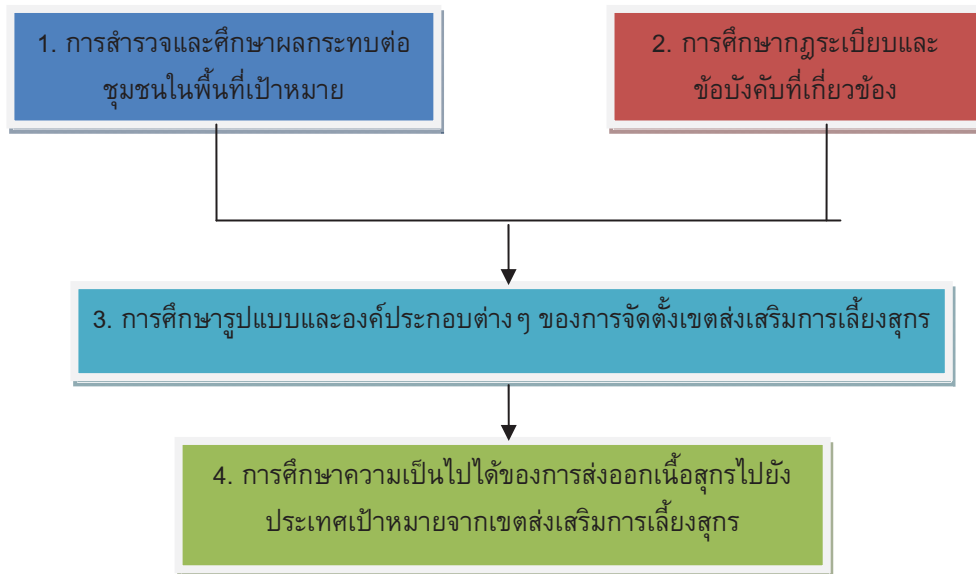 1. การสำรวจและศึกษาผลกระทบต่อ
ชุมชนในพื้นที่เป้าหมาย
2. การศึกษากฎระเบียบและ
ข้อบังคับที่เกี่ยวข้อง
3. การศึกษารูปแบบและองค์ประกอบต่างๆ ของการจัดตั้งเขตส่งเสริมการเลี้ยงสุกร
4. การศึกษาความเป็นไปได้ของการส่งออกเนื้อสุกรไปยัง
ประเทศเป้าหมายจากเขตส่งเสริมการเลี้ยงสุกร